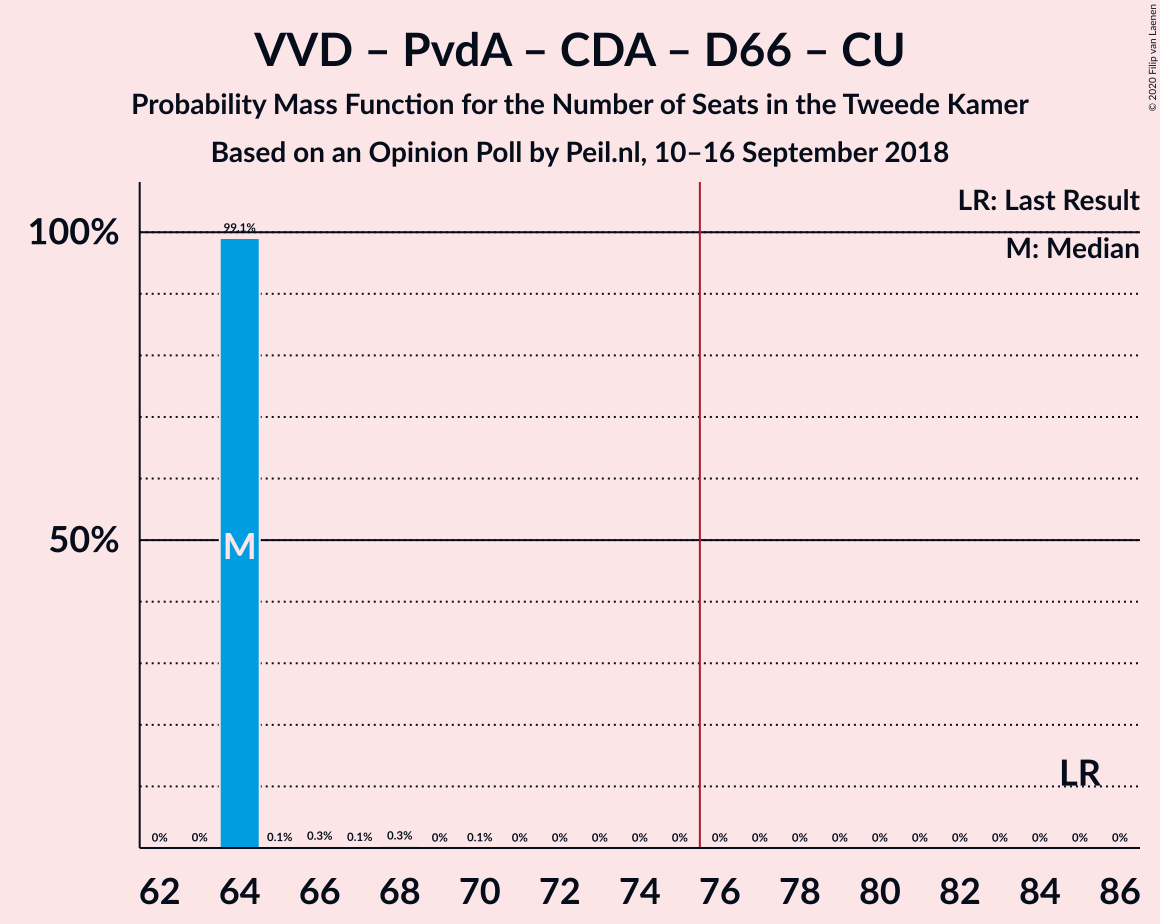 VVD – PvdA – CDA – D66 – CU
Probability Mass Function for the Number of Seats in the Tweede Kamer
Based on an Opinion Poll by Peil.nl, 10–16 September 2018
© 2020 Filip van Laenen
LR: Last Result
M: Median
100%
99.1%
50%
M
LR
0% 0% 0.1% 0.3% 0.1% 0.3% 0% 0.1% 0% 0% 0% 0% 0% 0% 0% 0% 0% 0% 0% 0% 0% 0% 0% 0%
62 64 66 68 70 72 74 76 78 80 82 84 86